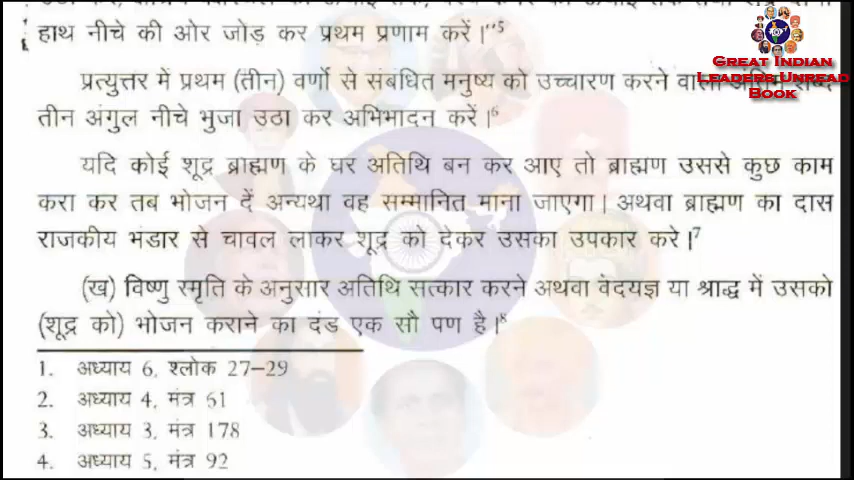 हाथ नीचे की ओर जोड़ कर प्रथम प्रणाम करें।"5
GREAT INDIAN
LEADERS UNREAD
BOOK
प्रत्युत्तर में प्रथम (तीन) वर्णो से संबधित मनुष्य को उच्चारण करने वाला
तीन अंगुल नीचे भुजा उठा कर अभिभादन करें।6
यदि कोई शूद्र ब्राह्मण के घर अतिथि बन कर आए तो ब्राह्मण उससे कुछ काम
करा कर तब भोजन दें अन्यथा वह सम्मानित माना जाएगा। अथवा ब्राह्मण का दास
राजकीय भंडार से चावल लाकर शूद्र को देकर उसका उपकार करे।7
(ख) विष्णु स्मृति के अनुसार अतिथि सत्कार करने अथवा वेदयज्ञ या श्राद्ध में उसको
(शूद्र को) भोजन कराने का दंड एक सौ पण है।8
1. अध्याय 6, श्लोक 27–29
2. अध्याय 4, मंत्र 61
3. अध्याय 3, मंत्र 178
4. अध्याय 5, मंत्र 92